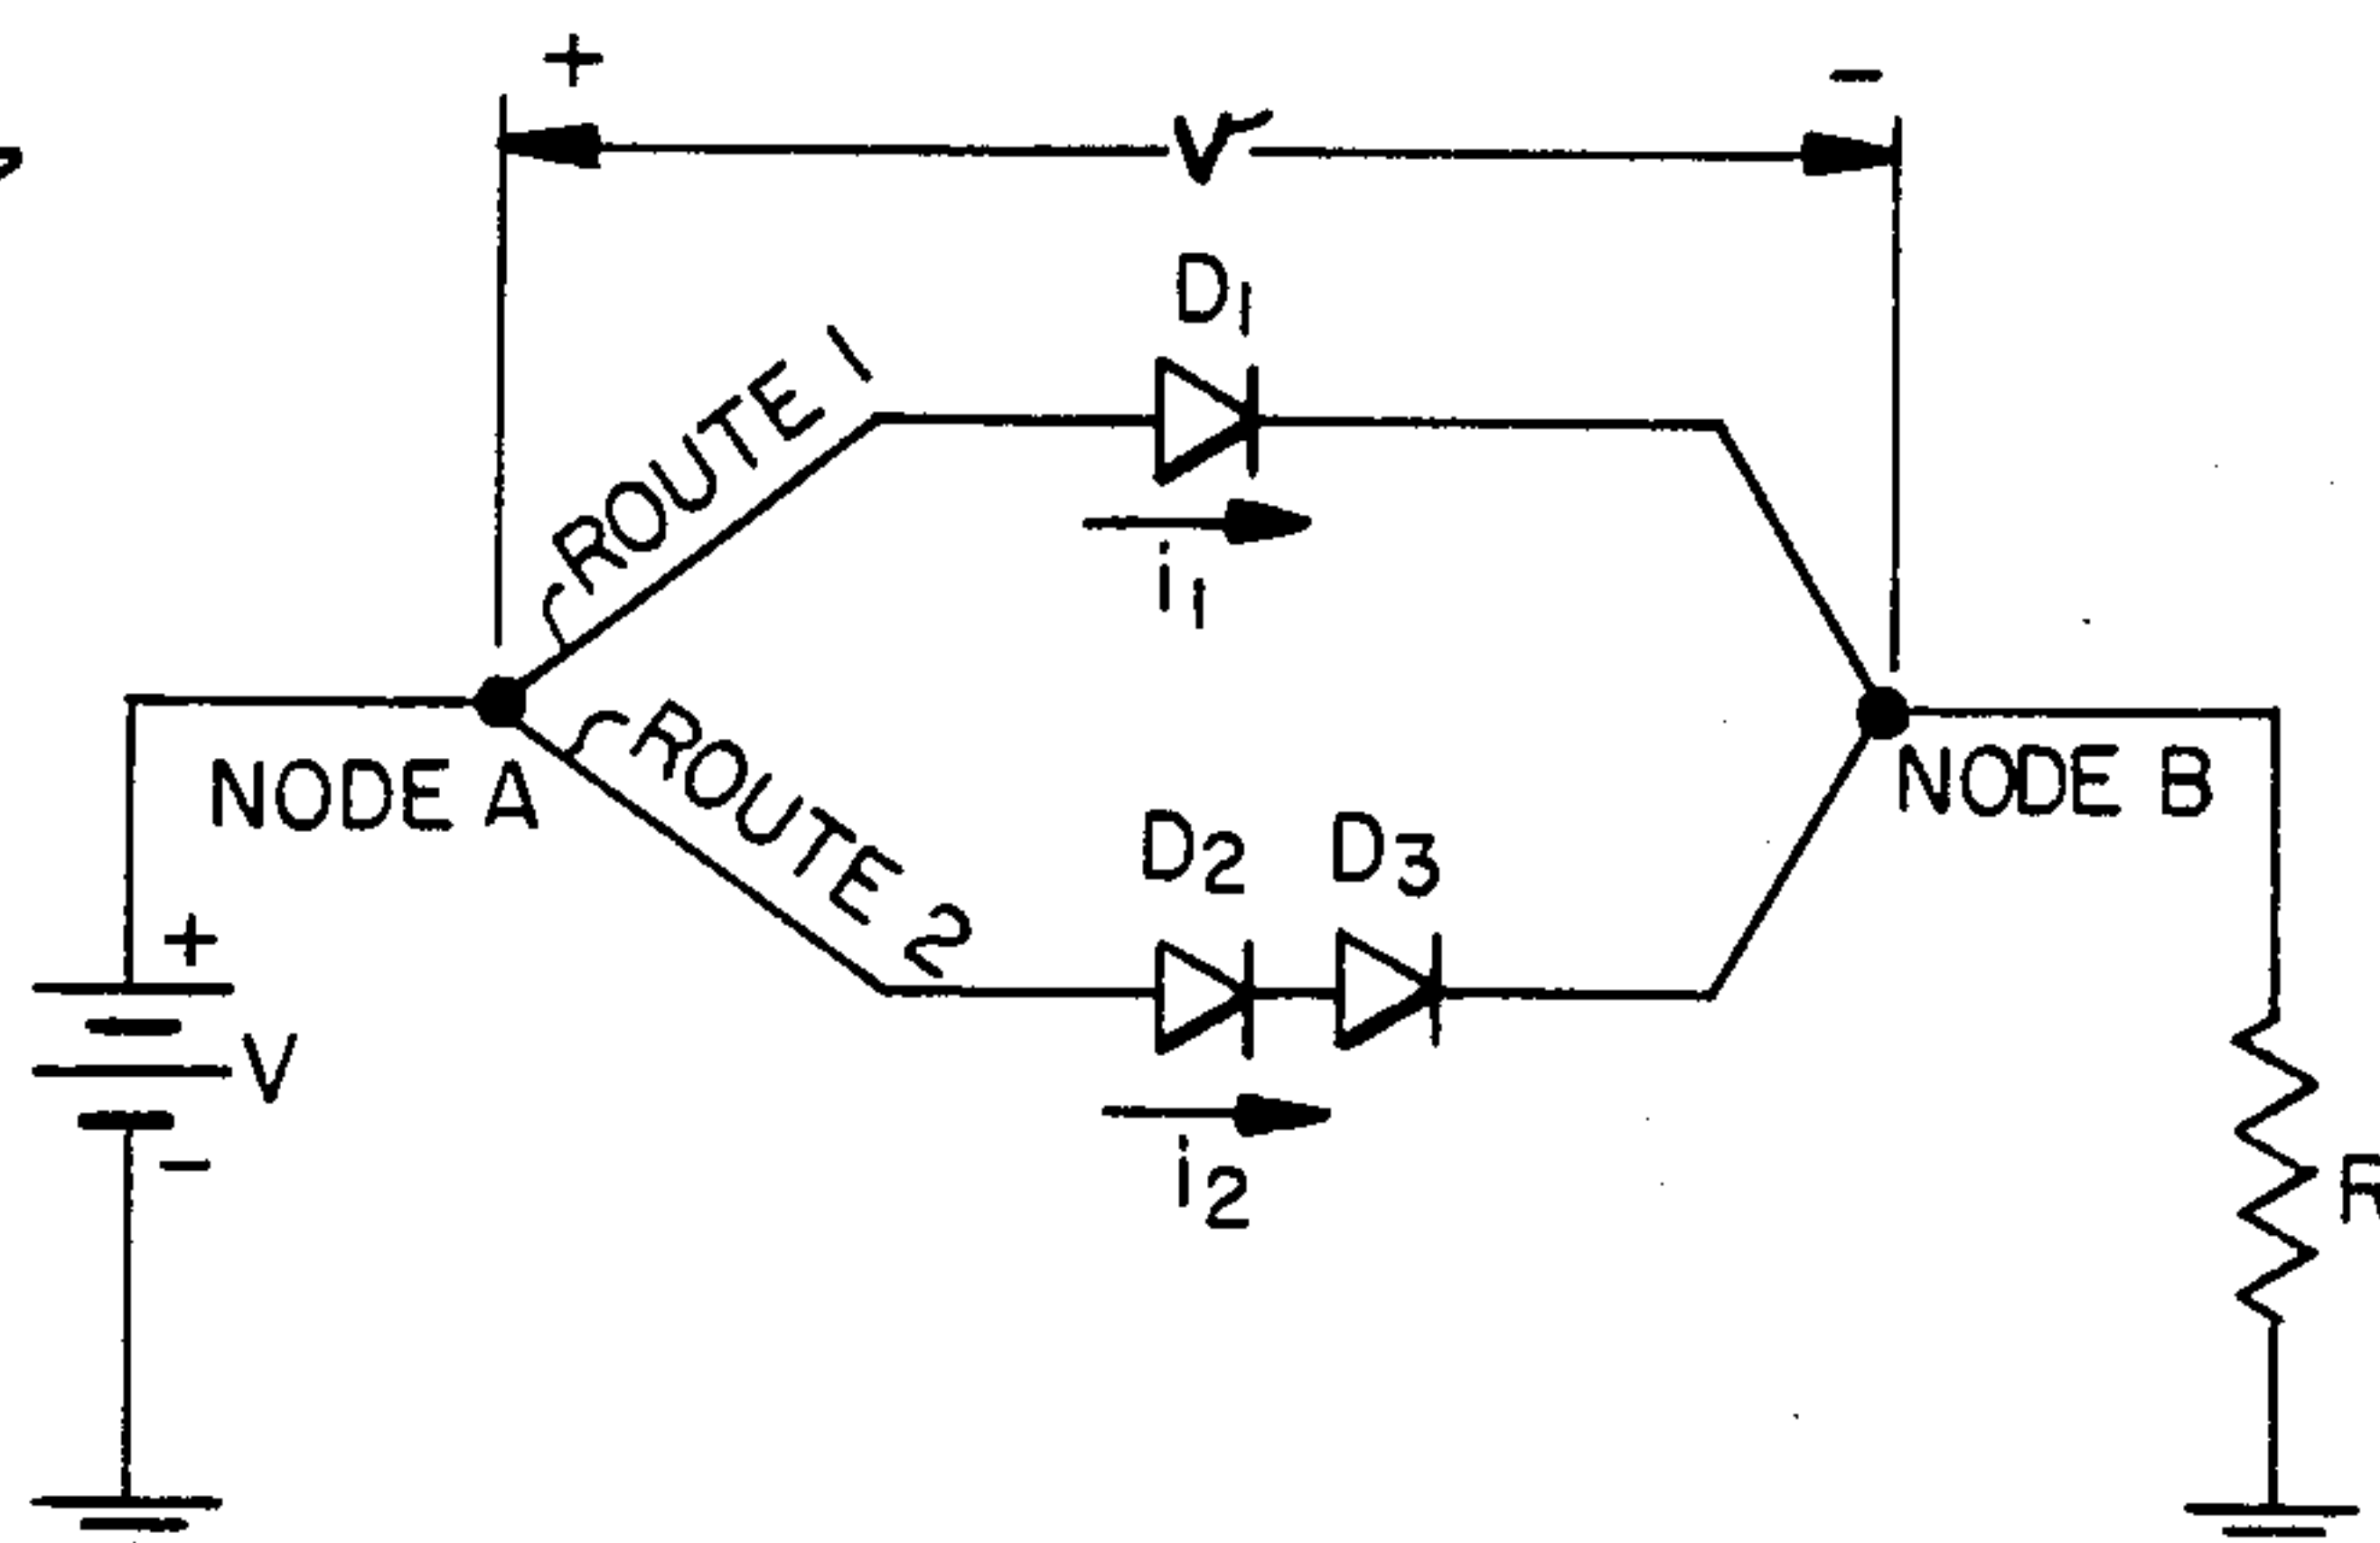 +
-
v
D1
ROUTE 1
i1
NODE A
ROUTE 2
NODE B
D2 D3
+
V
-
i2
R